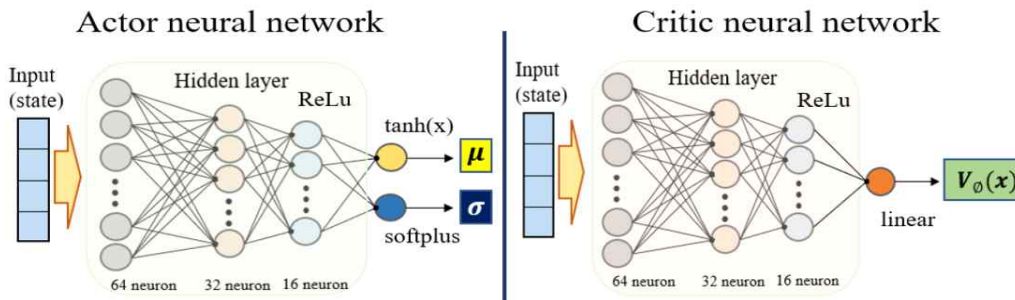 Actor neural network
Input
(state)
Hidden layer
ReLu
tanh(x)
μ
σ
softplus
64 neuron
32 neuron
16 neuron
Critic neural network
Input
(state)
Hidden layer
ReLu
V_∅(x)
linear
64 neuron
32 neuron
16 neuron